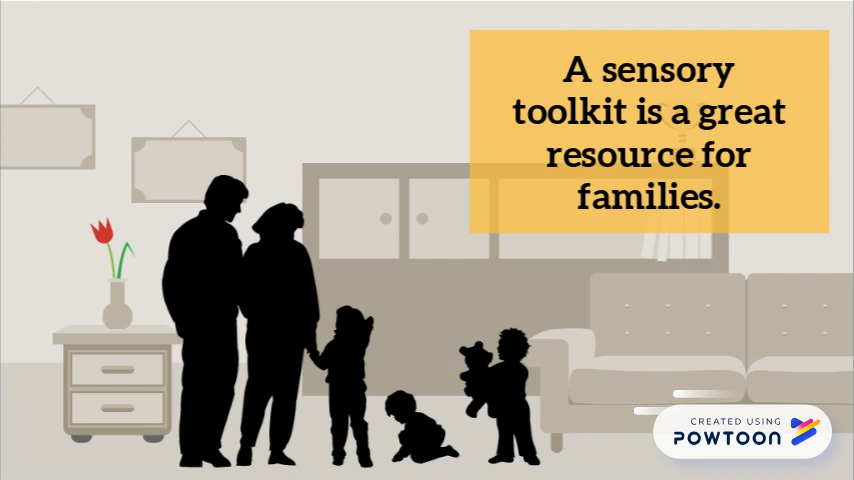 A sensory
toolkit is a great
resource for
families.
CREATED USING
POWTOON